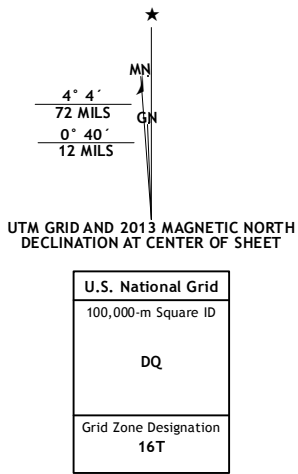 ★
MN
4° 4´
72 MILS
GN
0° 40´
12 MILS
UTM GRID AND 2013 MAGNETIC NORTH
DECLINATION AT CENTER OF SHEET
U.S. National Grid
100,000-m Square ID
DQ
Grid Zone Designation
16T